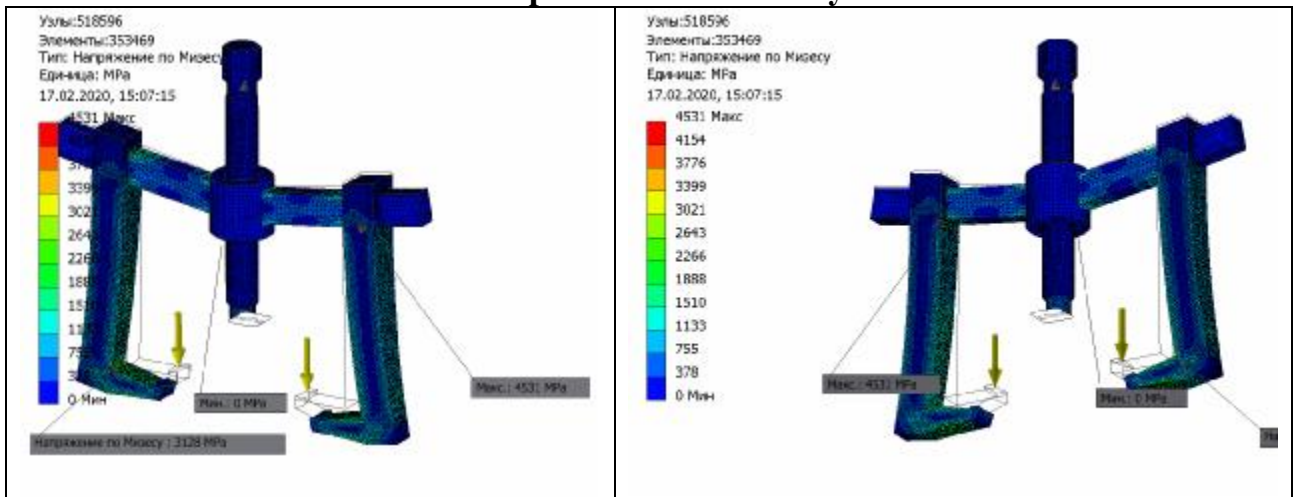 Узлы:518596
Элементы:353469
Тип: Напряжение по Мизесу
Единица: MPa
17.02.2020, 15:07:15
4531 Макс
0 Мин
Мин.: 0 MPa
Макс.: 4531 MPa
Напряжение по Мизесу : 3128 MPa
Узлы:518596
Элементы:353469
Тип: Напряжение по Мизесу
Единица: MPa
17.02.2020, 15:07:15
4531 Макс
4154
3776
3399
3021
2643
2266
1888
1510
1133
755
378
0 Мин
Макс.: 4531 MPa
Мин.: 0 MPa